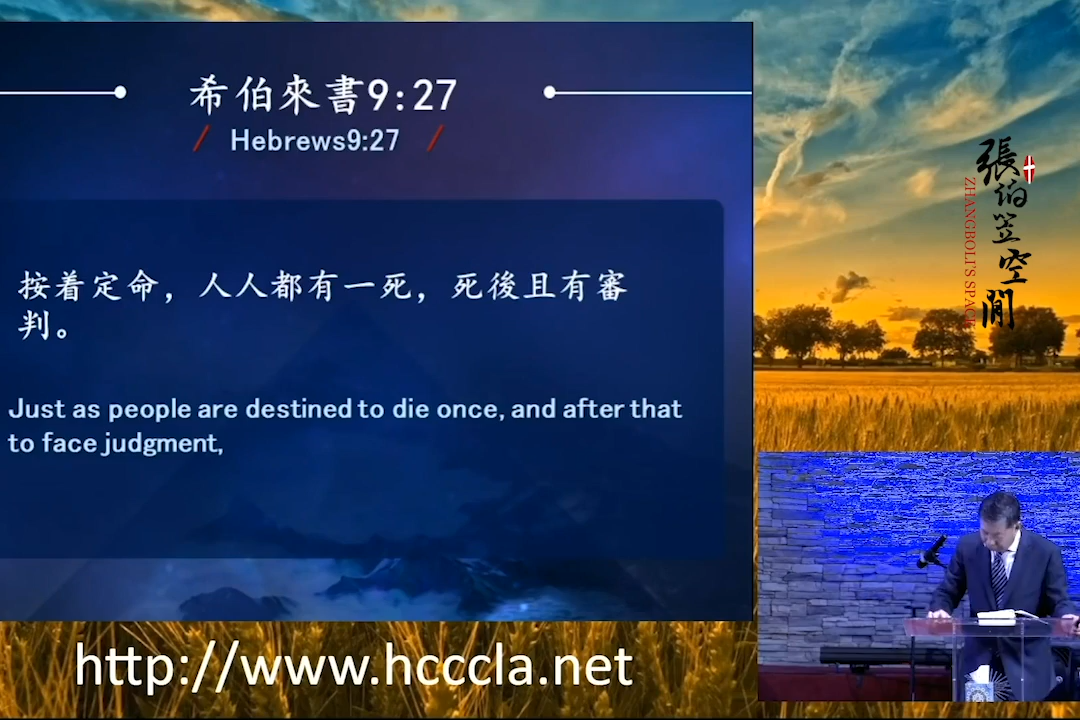 希伯來書9:27
Hebrews9:27
按着定命，人人都有一死，死後且有審
判。
Just as people are destined to die once, and after that
to face judgment,
張伯笠空間
ZHANGBOLI'S SPACE
http://www.hcccla.net